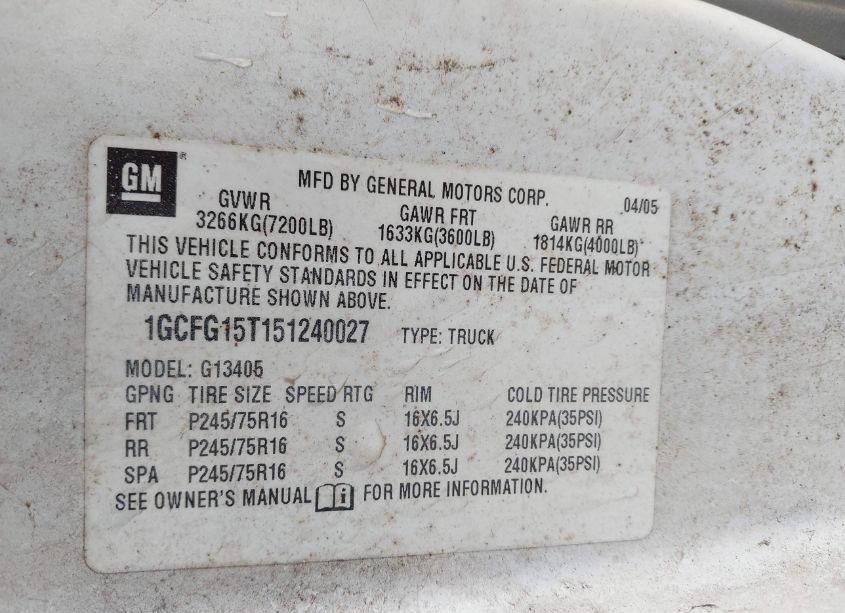 GM
MFD BY GENERAL MOTORS CORP. 04/05
GVWR GAWR FRT GAWR RR
3266KG(7200LB) 1633KG(3600LB) 1814KG(4000LB)
THIS VEHICLE CONFORMS TO ALL APPLICABLE U.S. FEDERAL MOTOR
VEHICLE SAFETY STANDARDS IN EFFECT ON THE DATE OF
MANUFACTURE SHOWN ABOVE.
1GCFG15T151240027 TYPE: TRUCK
MODEL: G13405
GPNG TIRE SIZE SPEED RTG RIM COLD TIRE PRESSURE
FRT P245/75R16 S 16X6.5J 240KPA(35PSI)
RR P245/75R16 S 16X6.5J 240KPA(35PSI)
SPA P245/75R16 S 16X6.5J 240KPA(35PSI)
SEE OWNER'S MANUAL i FOR MORE INFORMATION.